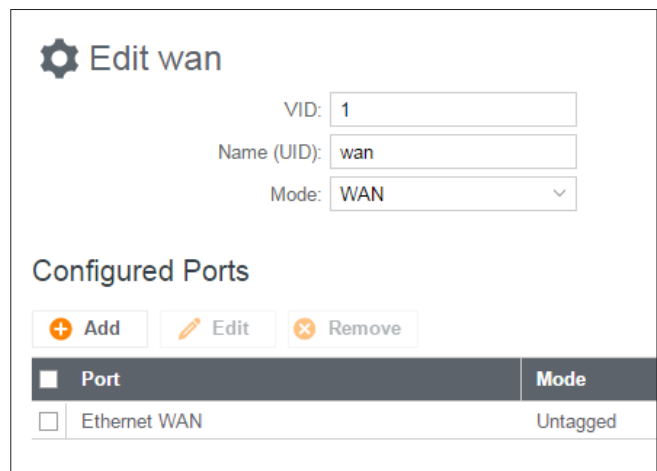 Edit wan
VID: 1
Name (UID): wan
Mode: WAN
Configured Ports
Add Edit Remove
Port Mode
Ethernet WAN Untagged